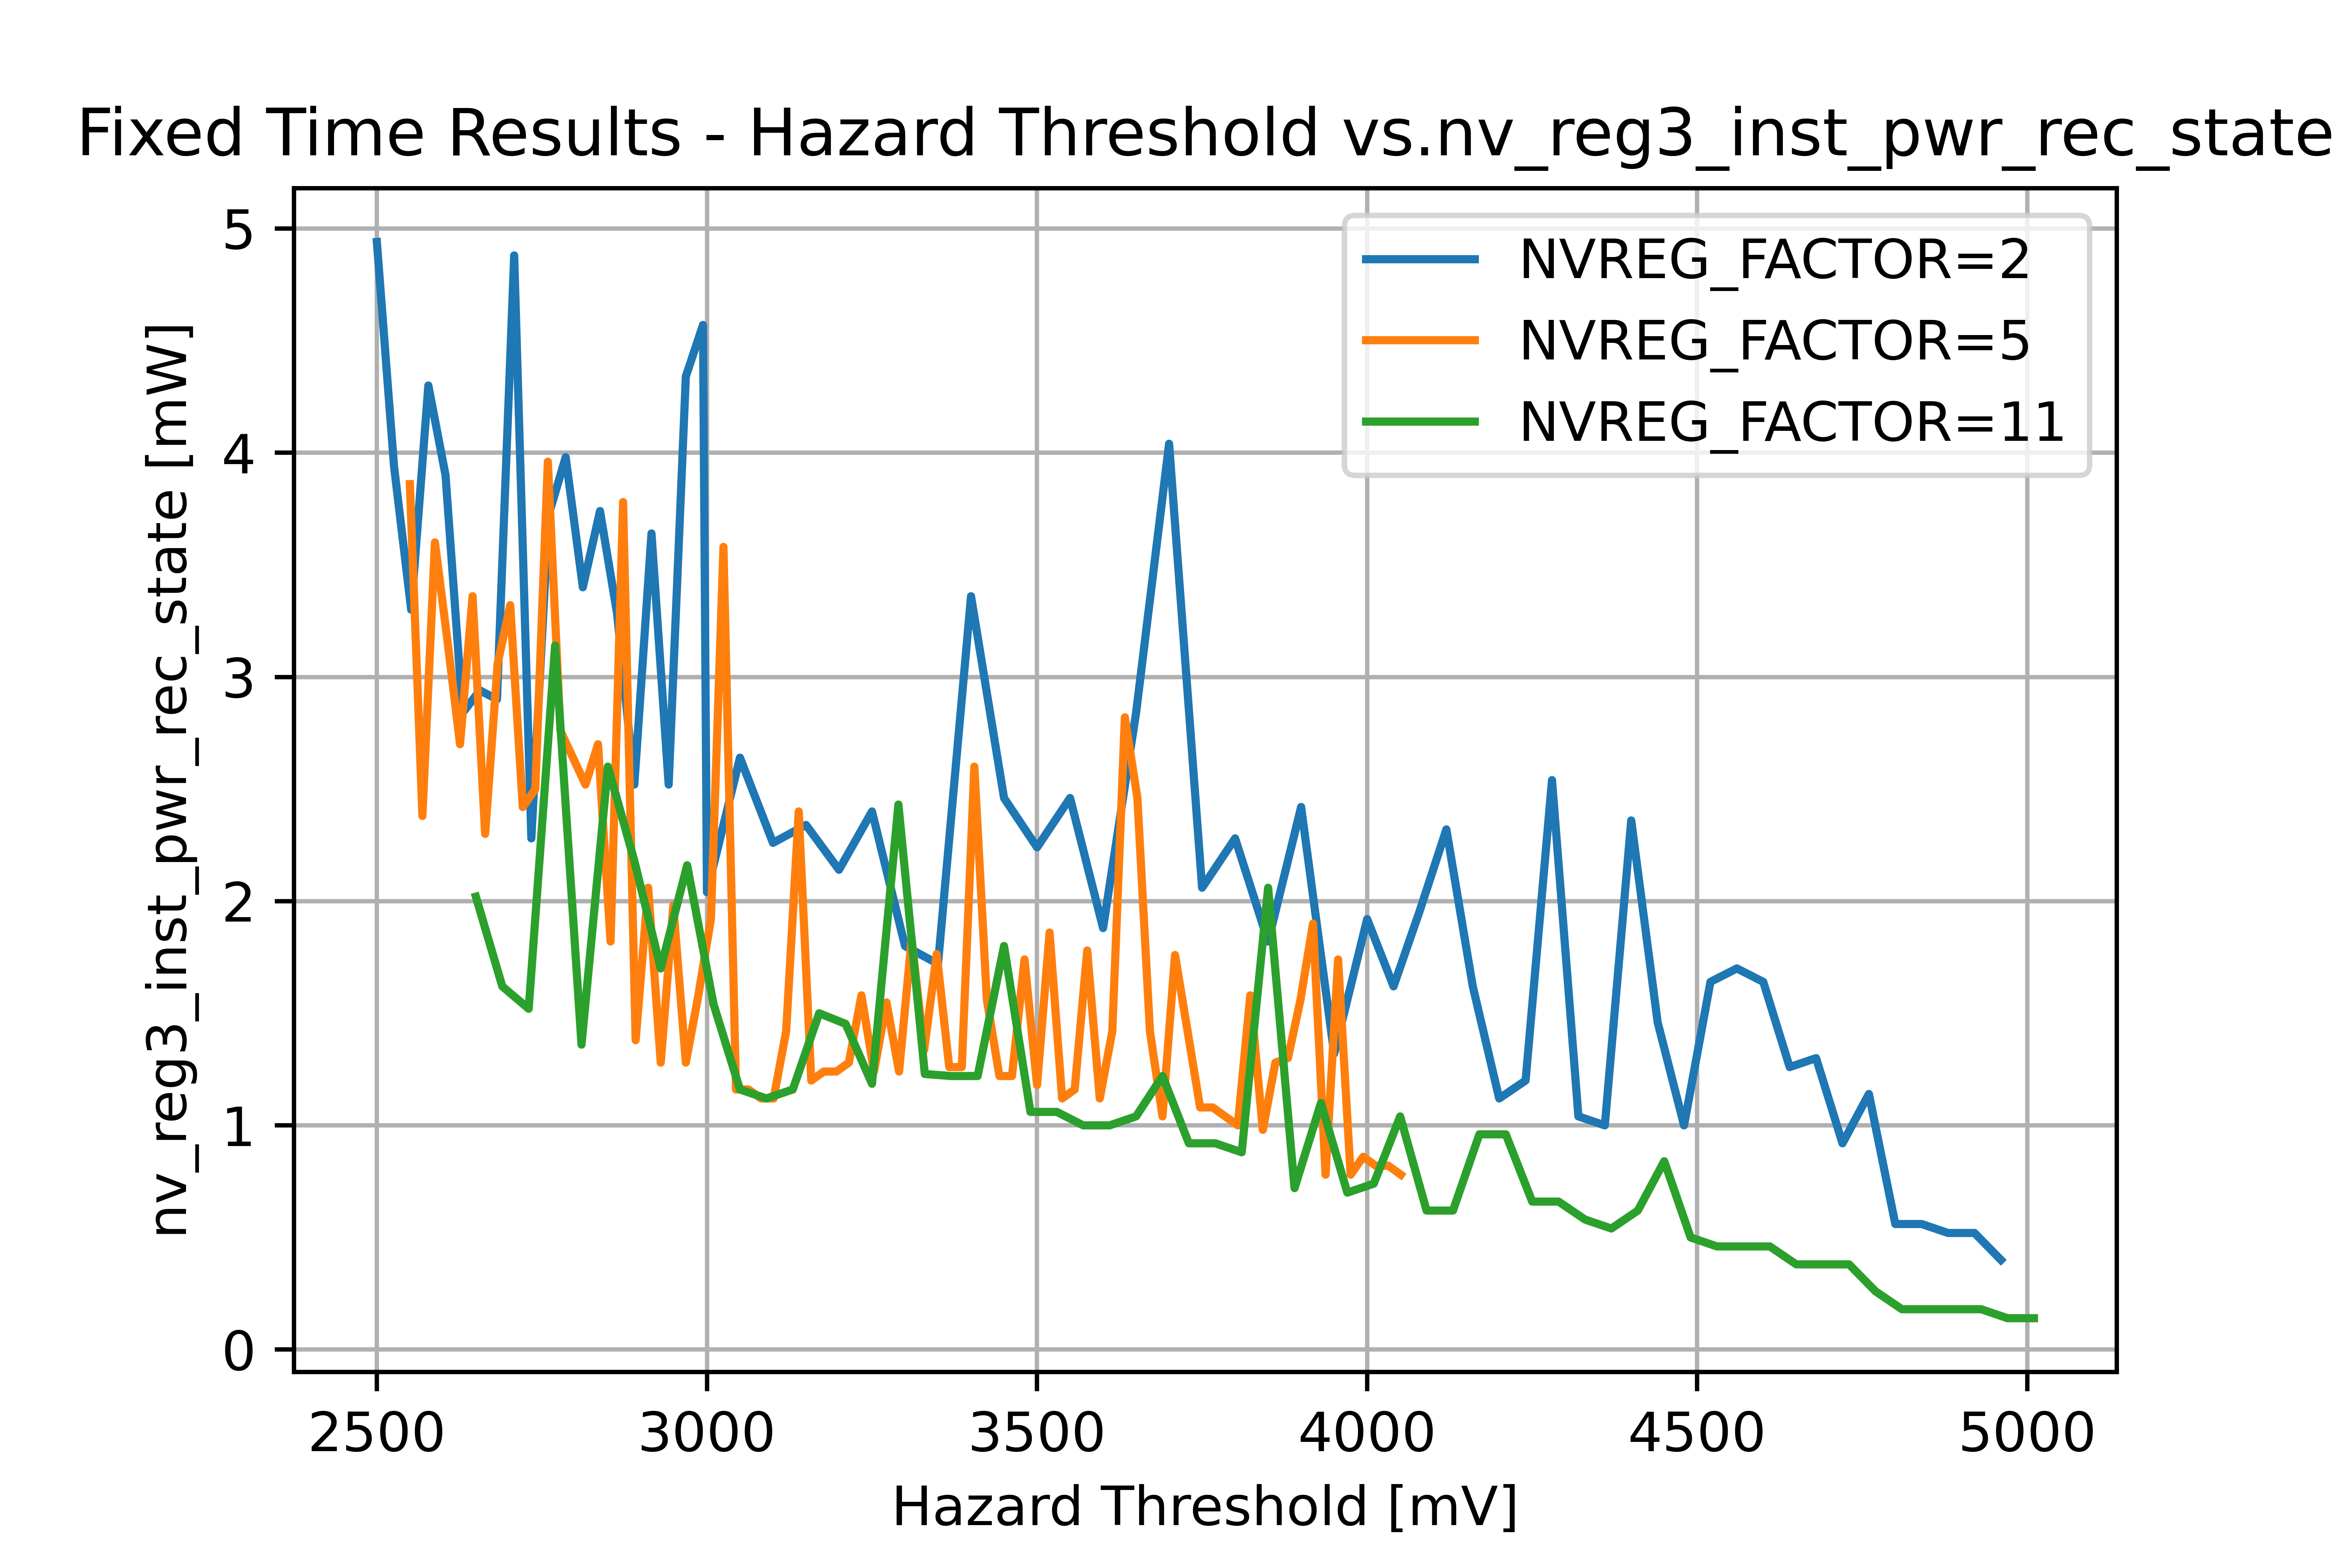 Fixed Time Results - Hazard Threshold vs.nv_reg3_inst_pwr_rec_state
nv_reg3_inst_pwr_rec_state [mW]
5
4
3
2
1
0
NVREG_FACTOR=2
NVREG_FACTOR=5
NVREG_FACTOR=11
2500 3000 3500 4000 4500 5000
Hazard Threshold [mV]